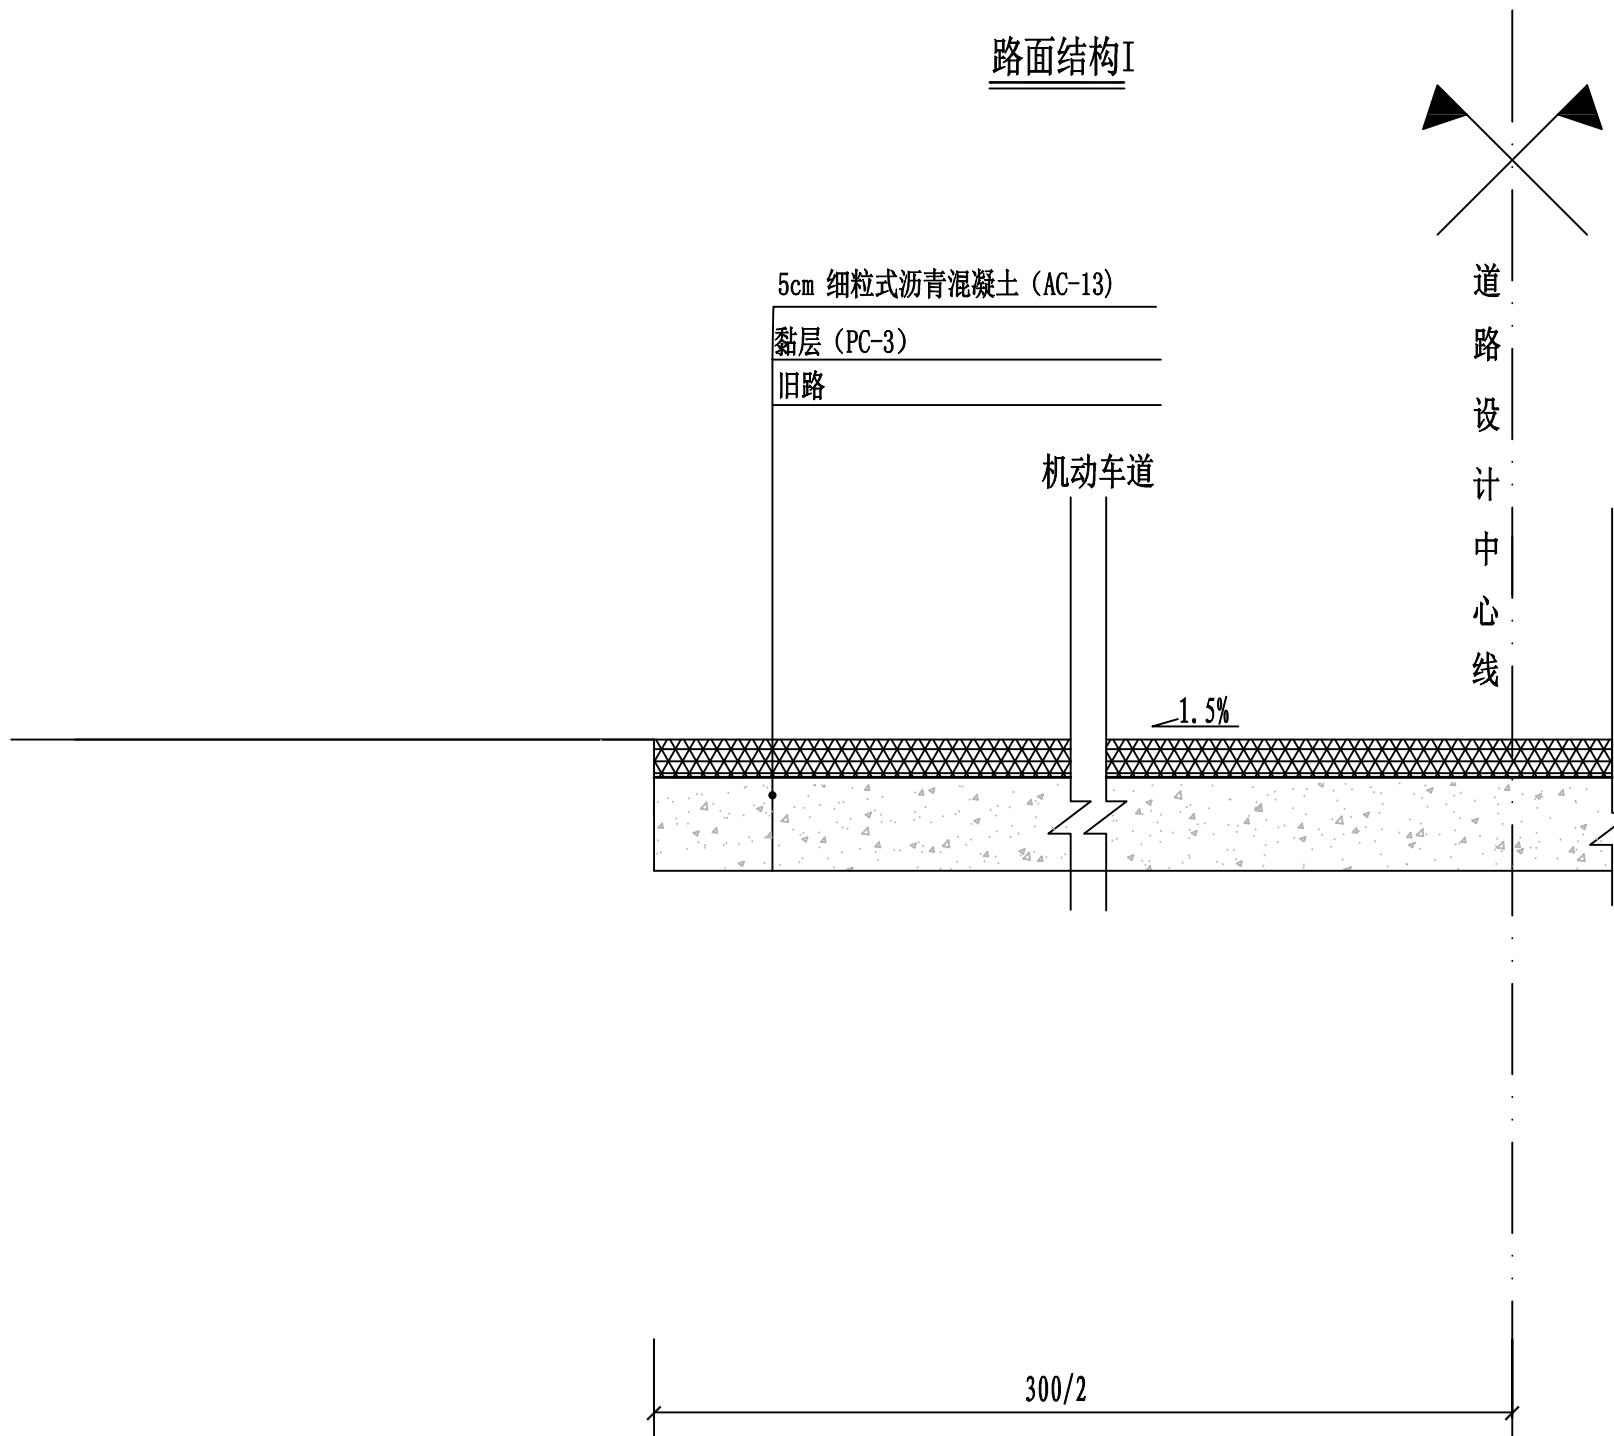 路面结构I
5cm 细粒式沥青混凝土（AC-13）
黏层（PC-3）
旧路
机动车道
道路设计中心线
1.5%
300/2